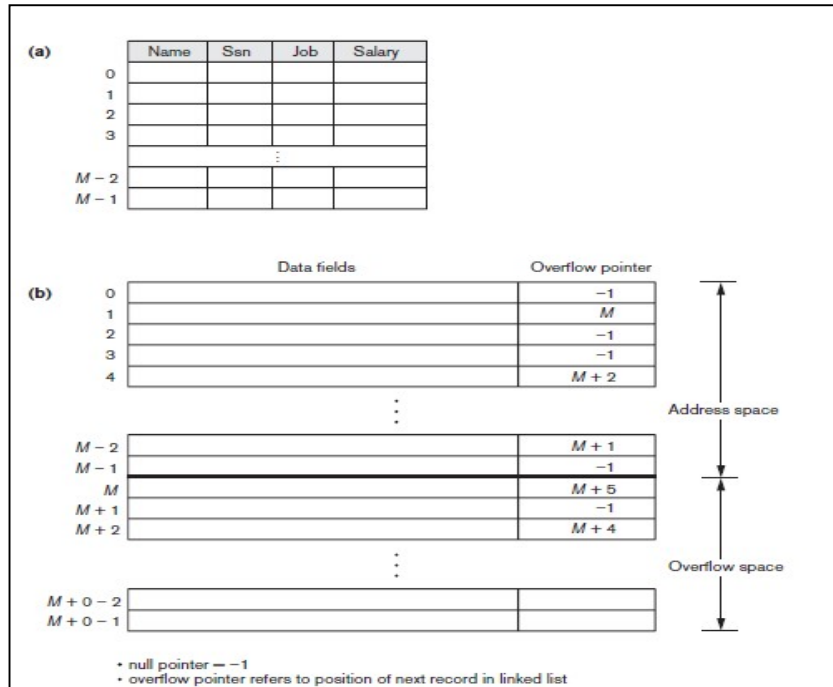 (a) Name Ssn Job Salary
0
1
2
3
⋮
M – 2
M – 1
Data fields Overflow pointer
(b) 0 –1
1 M
2 –1
3 –1
4 M + 2
Address space
M – 2 M + 1
M – 1 –1
M M + 5
M + 1 –1
M + 2 M + 4
Overflow space
M + 0 – 2
M + 0 – 1
• null pointer = –1
• overflow pointer refers to position of next record in linked list